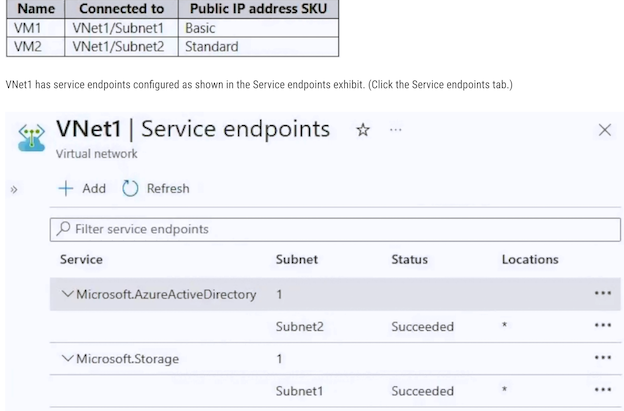 Name Connected to Public IP address SKU
VM1 VNet1/Subnet1 Basic
VM2 VNet1/Subnet2 Standard
VNet1 has service endpoints configured as shown in the Service endpoints exhibit. (Click the Service endpoints tab.)
VNet1 | Service endpoints ☆ ...
Virtual network
+ Add Refresh
Filter service endpoints
Service Subnet Status Locations
Microsoft.AzureActiveDirectory 1 ...
Subnet2 Succeeded * ...
Microsoft.Storage 1 ...
Subnet1 Succeeded * ...